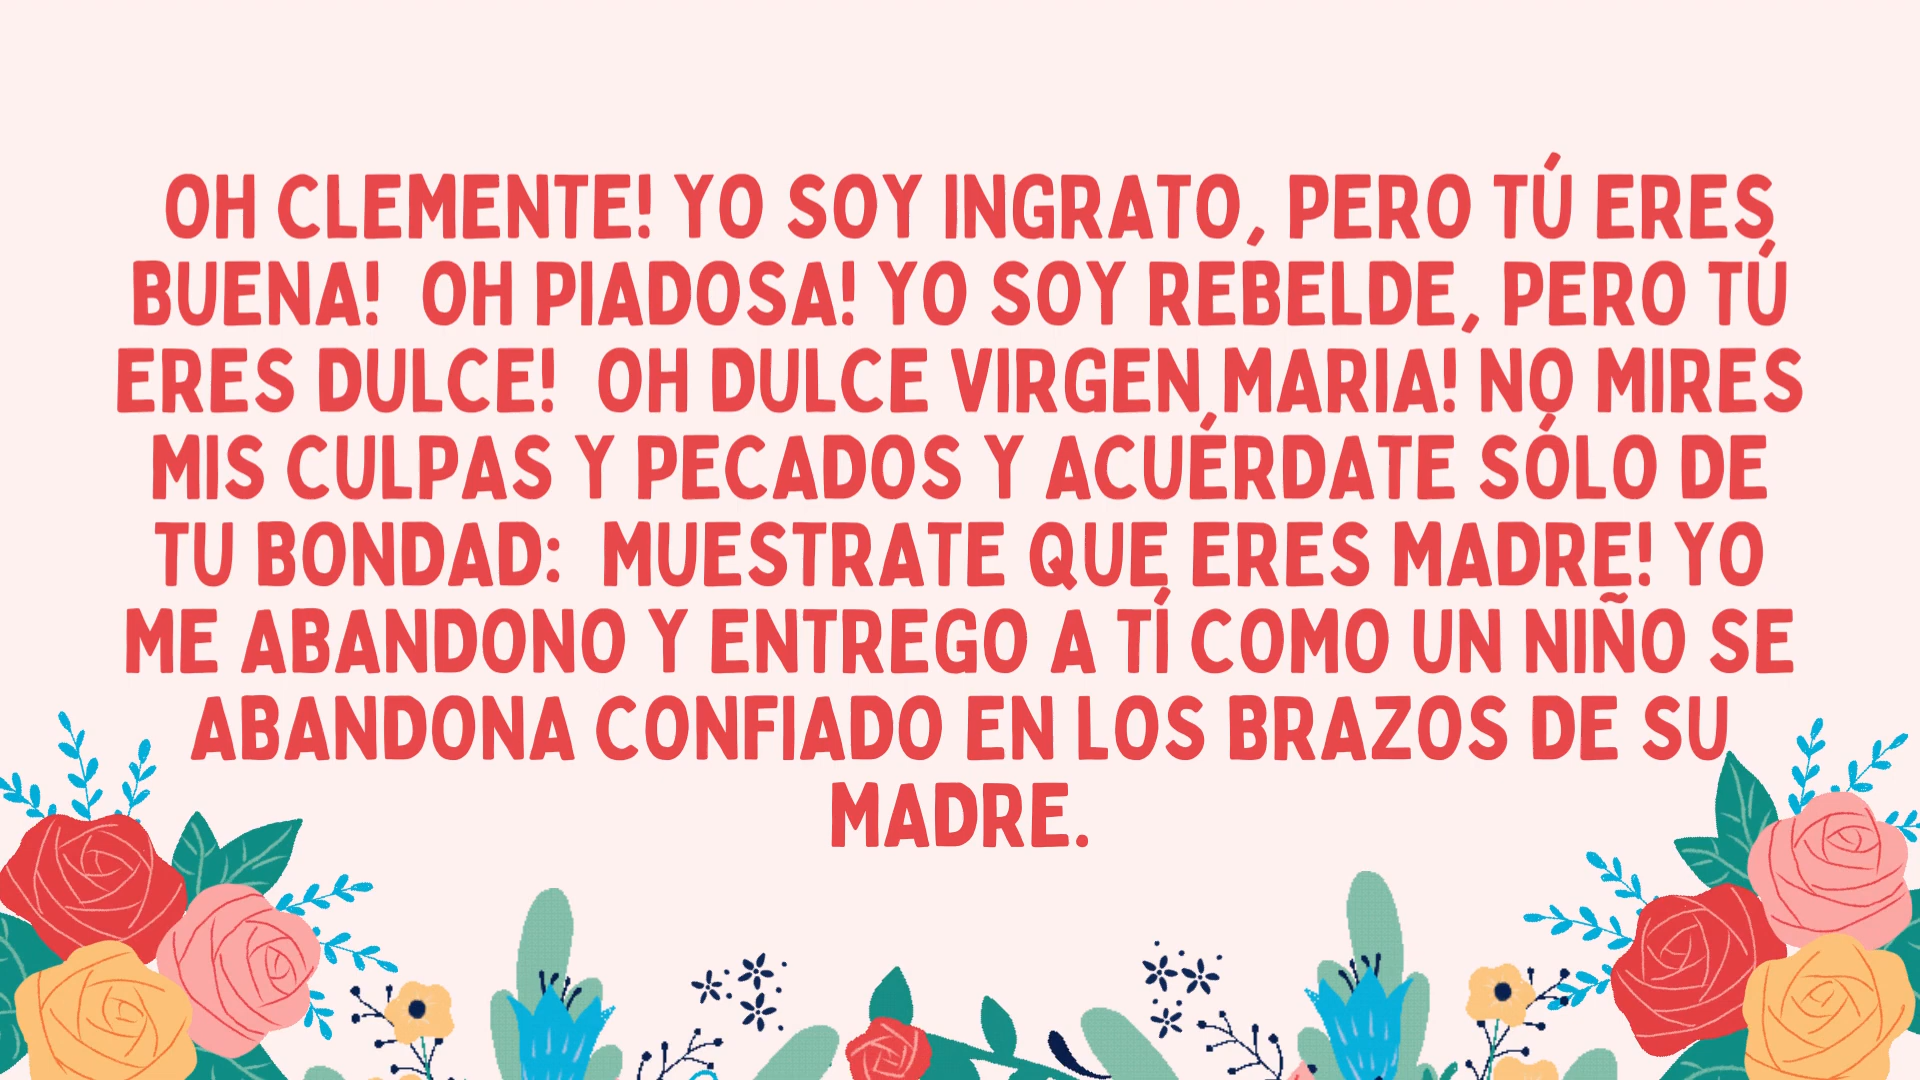 OH CLEMENTE! YO SOY INGRATO, PERO TÚ ERES
BUENA!  OH PIADOSA! YO SOY REBELDE, PERO TÚ
ERES DULCE!  OH DULCE VIRGEN MARIA! NO MIRES
MIS CULPAS Y PECADOS Y ACUÉRDATE SÓLO DE
TU BONDAD:  MUESTRATE QUE ERES MADRE! YO
ME ABANDONO Y ENTREGO A TÍ COMO UN NIÑO SE
ABANDONA CONFIADO EN LOS BRAZOS DE SU
MADRE.